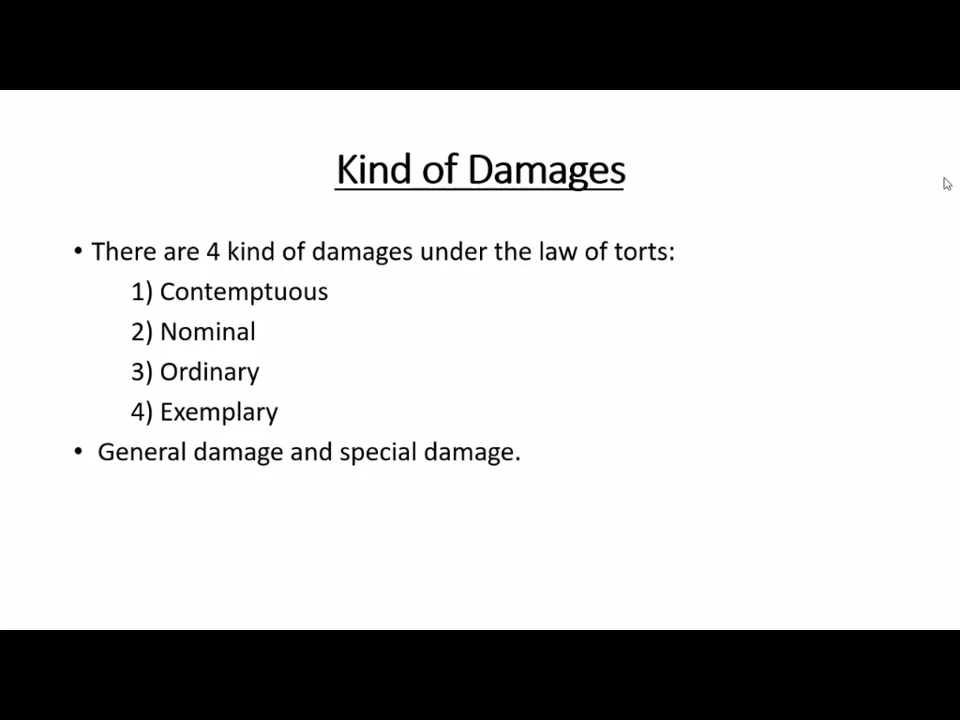 Kind of Damages
• There are 4 kind of damages under the law of torts:
1) Contemptuous
2) Nominal
3) Ordinary
4) Exemplary
• General damage and special damage.